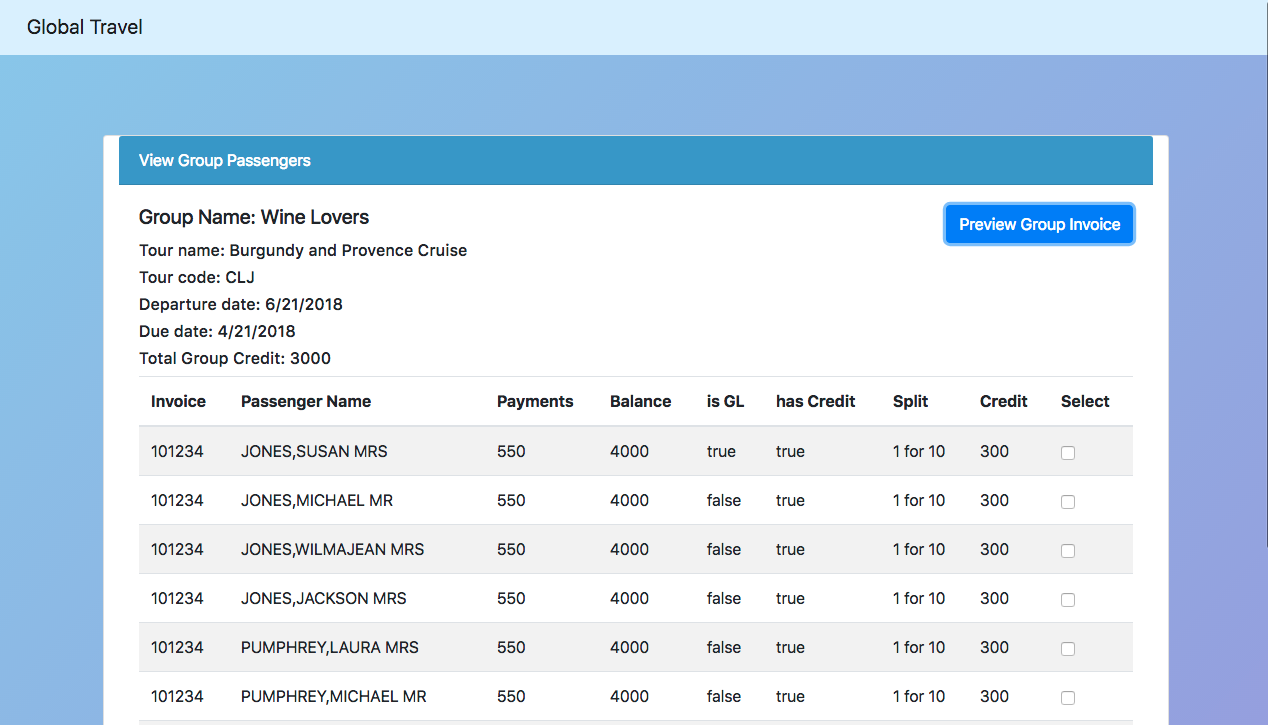 Global Travel
View Group Passengers
Group Name: Wine Lovers
Preview Group Invoice
Tour name: Burgundy and Provence Cruise
Tour code: CLJ
Departure date: 6/21/2018
Due date: 4/21/2018
Total Group Credit: 3000
Invoice Passenger Name Payments Balance is GL has Credit Split Credit Select
101234 JONES,SUSAN MRS 550 4000 true true 1 for 10 300
101234 JONES,MICHAEL MR 550 4000 false true 1 for 10 300
101234 JONES,WILMAJEAN MRS 550 4000 false true 1 for 10 300
101234 JONES,JACKSON MRS 550 4000 false true 1 for 10 300
101234 PUMPHREY,LAURA MRS 550 4000 false true 1 for 10 300
101234 PUMPHREY,MICHAEL MR 550 4000 false true 1 for 10 300